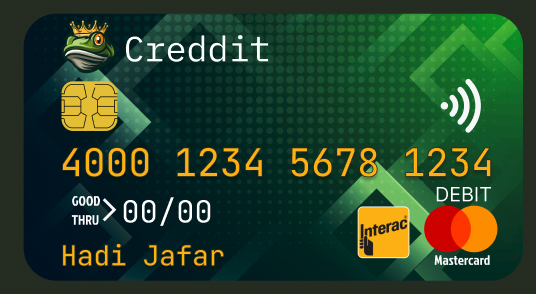 Creddit
4000 1234 5678 1234
GOOD
THRU
00/00
DEBIT
Interac
Hadi Jafar
Mastercard